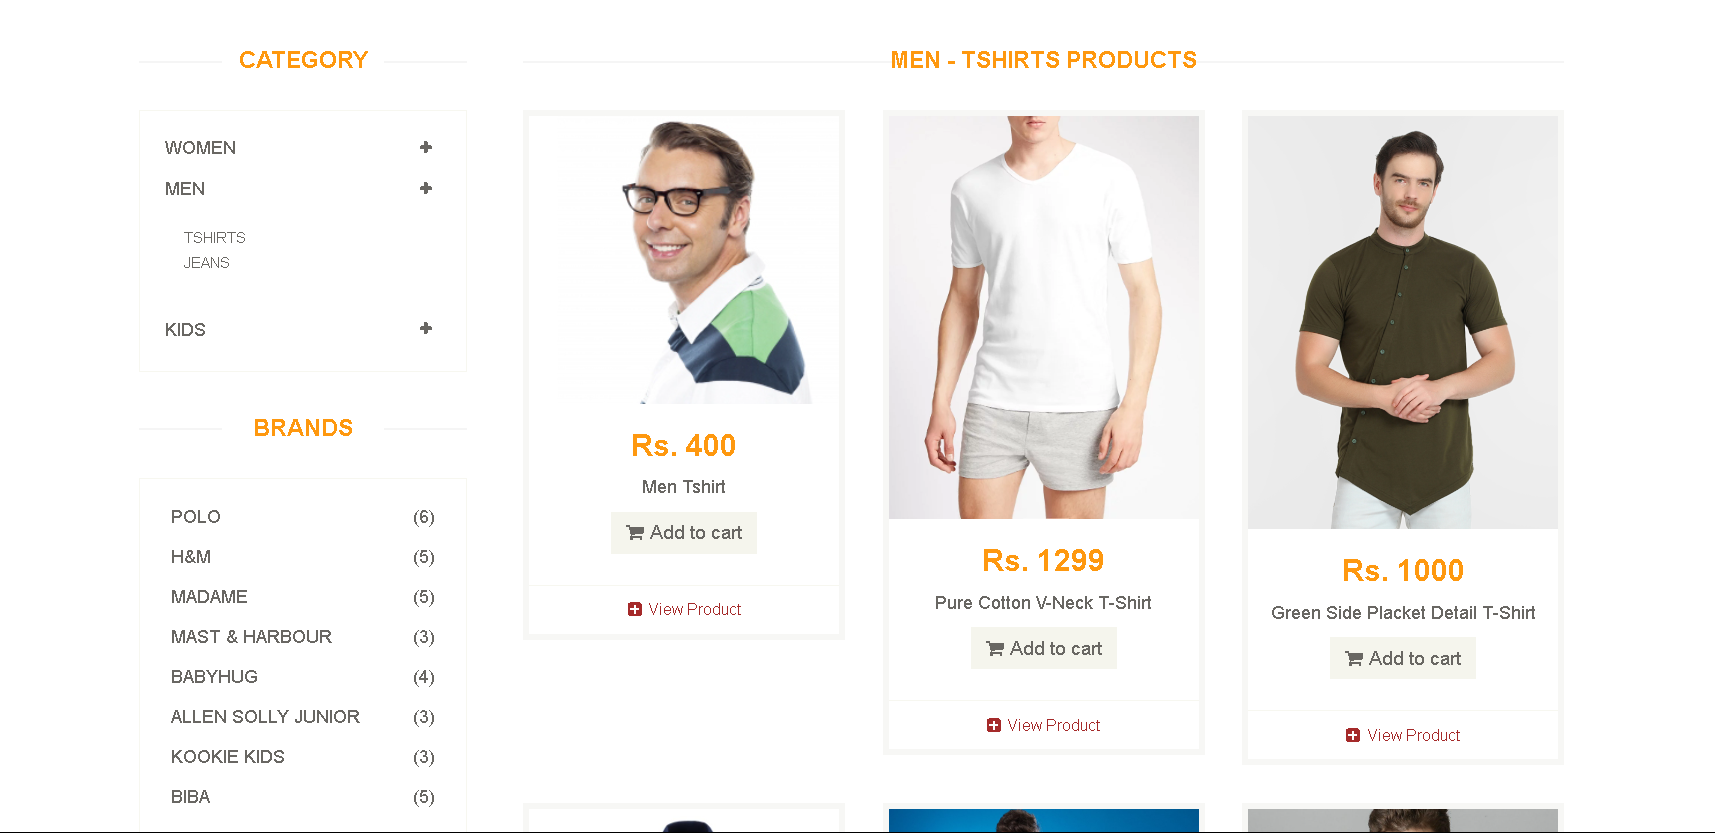 CATEGORY
WOMEN
MEN
TSHIRTS
JEANS
KIDS
BRANDS
POLO (6)
H&M (5)
MADAME (5)
MAST & HARBOUR (3)
BABYHUG (4)
ALLEN SOLLY JUNIOR (3)
KOOKIE KIDS (3)
BIBA (5)
MEN - TSHIRTS PRODUCTS
Rs. 400
Men Tshirt
Add to cart
View Product
Rs. 1299
Pure Cotton V-Neck T-Shirt
Add to cart
View Product
Rs. 1000
Green Side Placket Detail T-Shirt
Add to cart
View Product